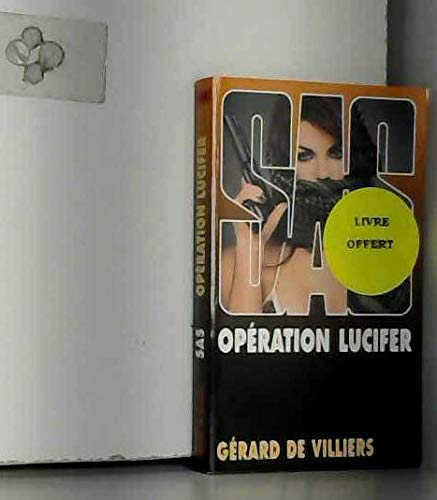 SAS
LIVRE
OFFERT
OPÉRATION LUCIFER
GÉRARD DE VILLIERS
SAS OPÉRATION LUCIFER